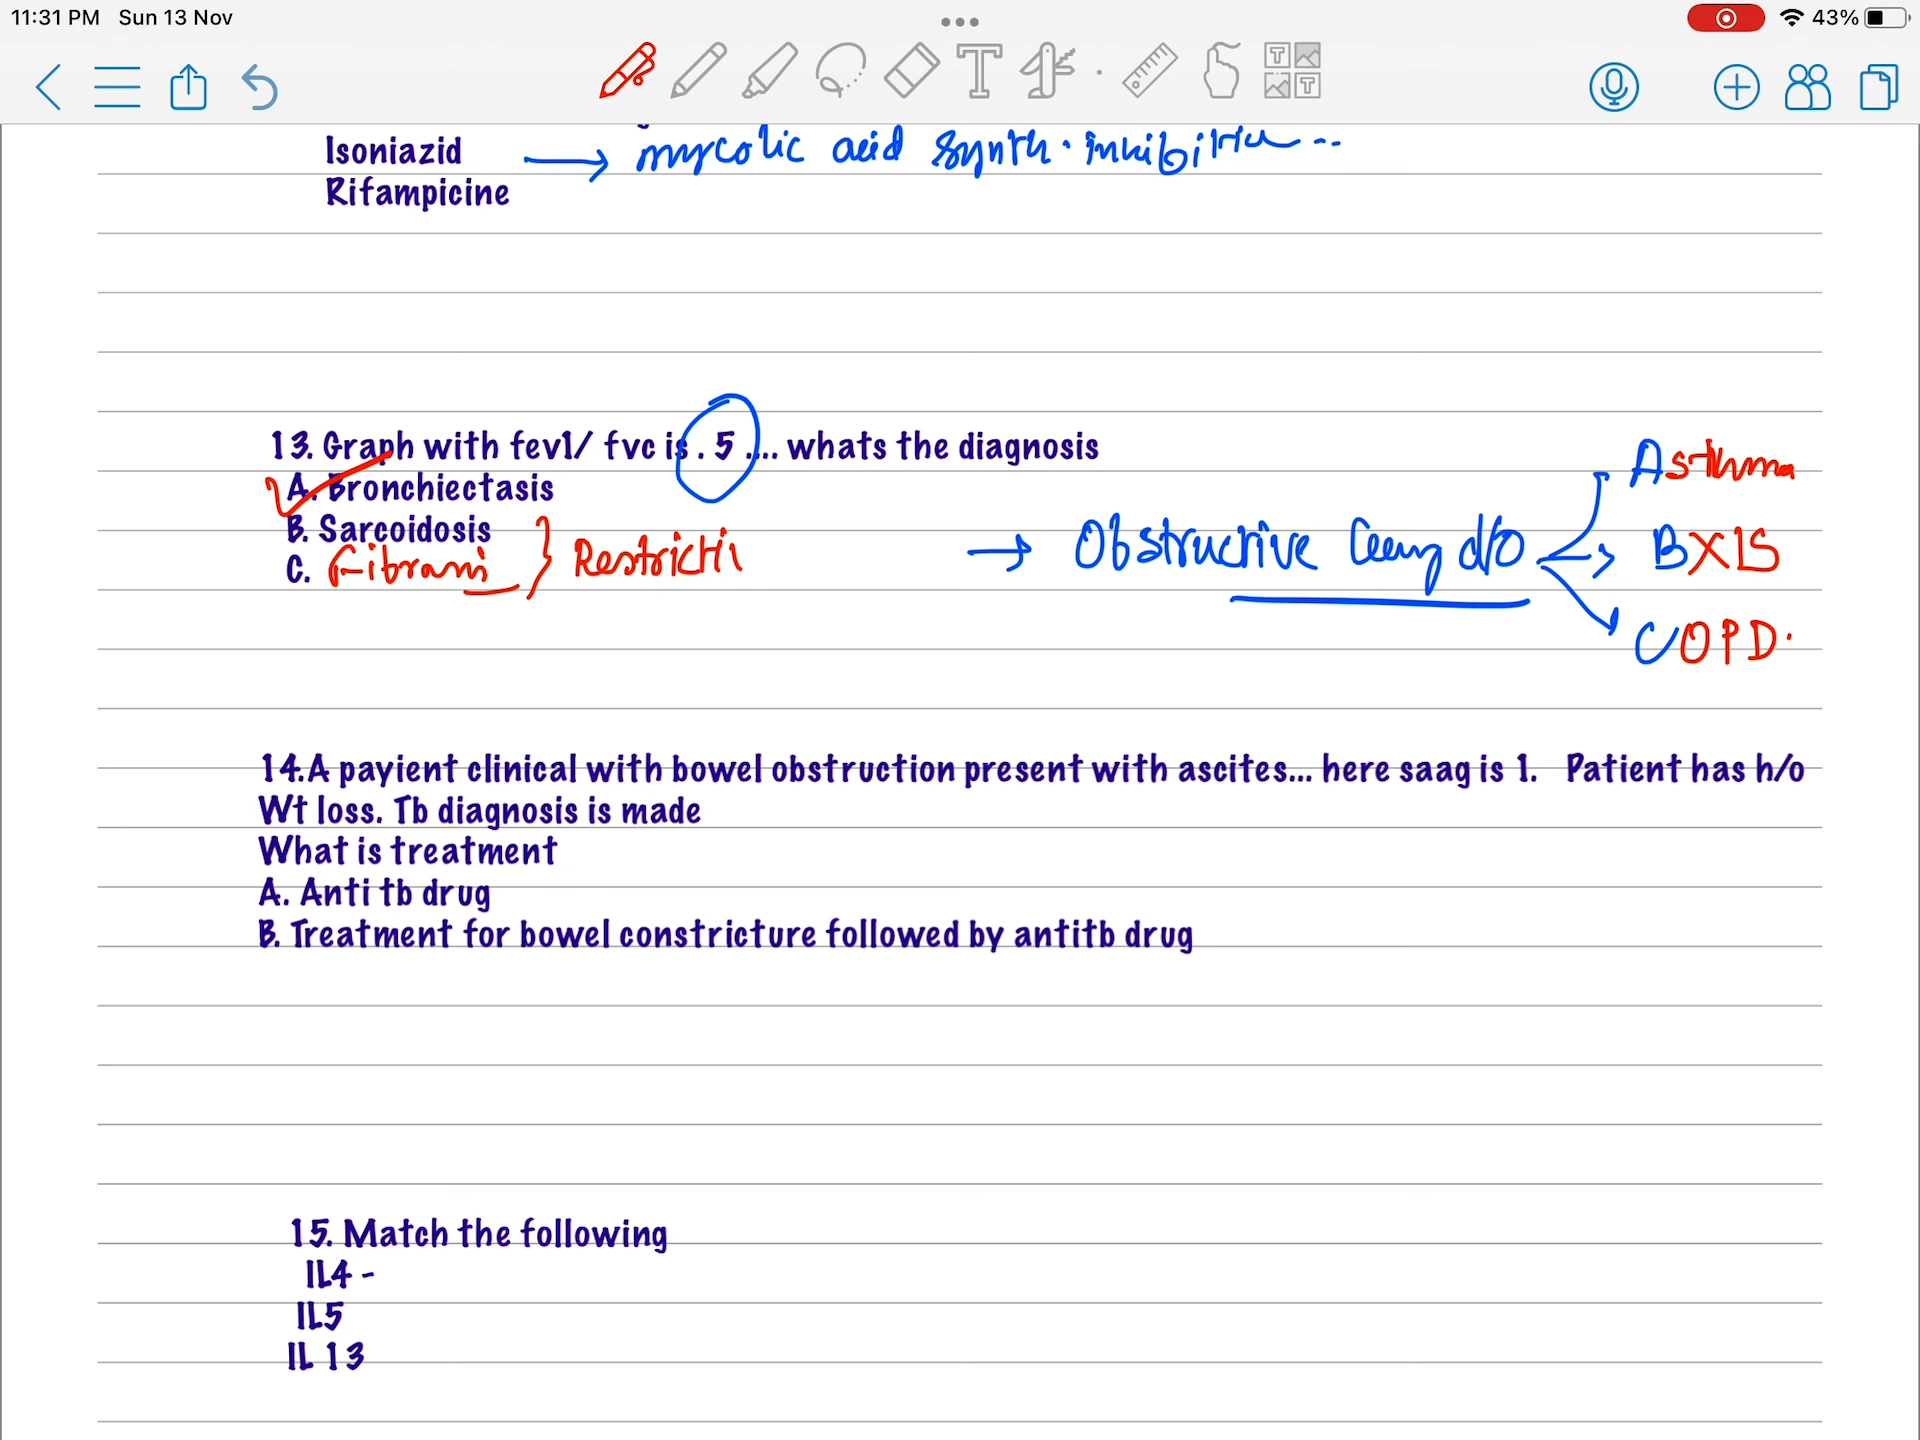 11:31 PM Sun 13 Nov
43%
Isoniazid → mycolic acid synth. inhibition...
Rifampicine
13. Graph with fev1/ fvc is . 5 .... whats the diagnosis
A. Bronchiectasis
B. Sarcoidosis
C. Fibrosis } Restrictiv
→ Obstructive lung d/o
Asthma
BXIS
COPD.
14.A payient clinical with bowel obstruction present with ascites... here saag is 1. Patient has h/o
Wt loss. Tb diagnosis is made
What is treatment
A. Anti tb drug
B. Treatment for bowel constricture followed by antitb drug
15. Match the following
IL4 -
IL5
IL 13